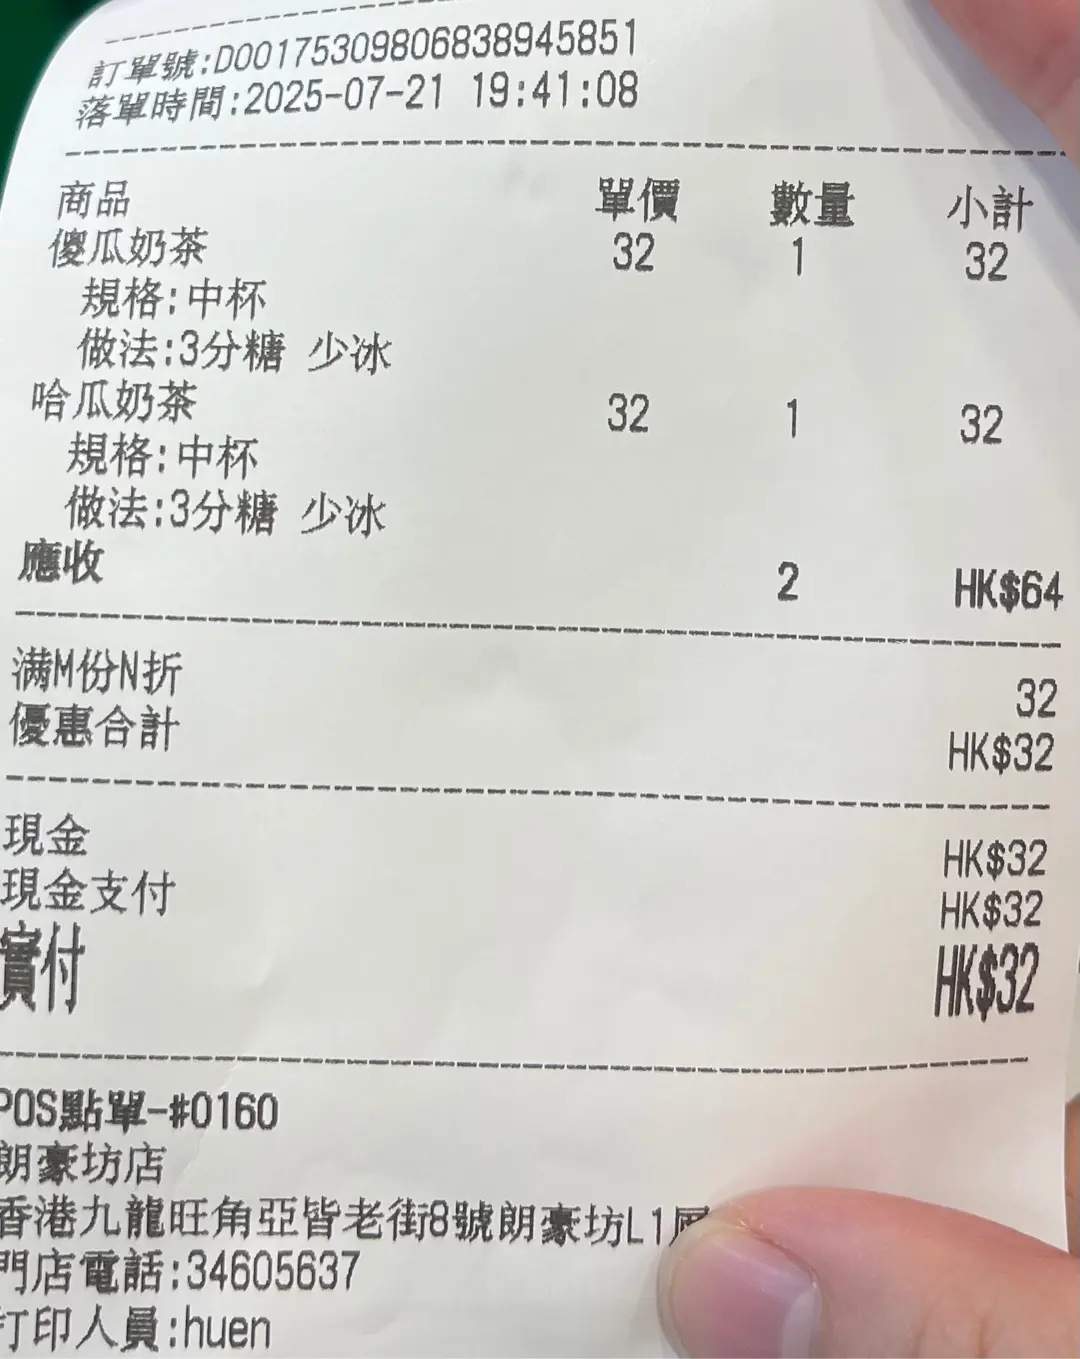 訂單號:D00175309806838945851
落單時間:2025-07-21 19:41:08
商品 單價 數量 小計
傻瓜奶茶 32 1 32
規格:中杯
做法:3分糖 少冰
哈瓜奶茶 32 1 32
規格:中杯
做法:3分糖 少冰
應收 2 HK$64
满M份N折 32
優惠合計 HK$32
現金 HK$32
現金支付 HK$32
實付 HK$32
POS點單-#0160
朗豪坊店
香港九龍旺角亞皆老街8號朗豪坊L1層
門店電話:34605637
打印人員:huen